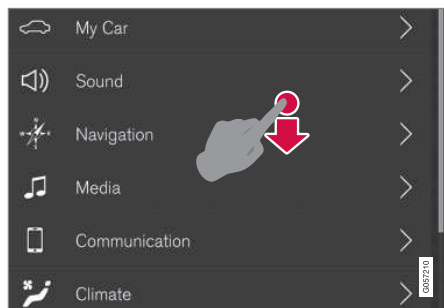 My Car
Sound
Navigation
Media
Communication
Climate
G057210